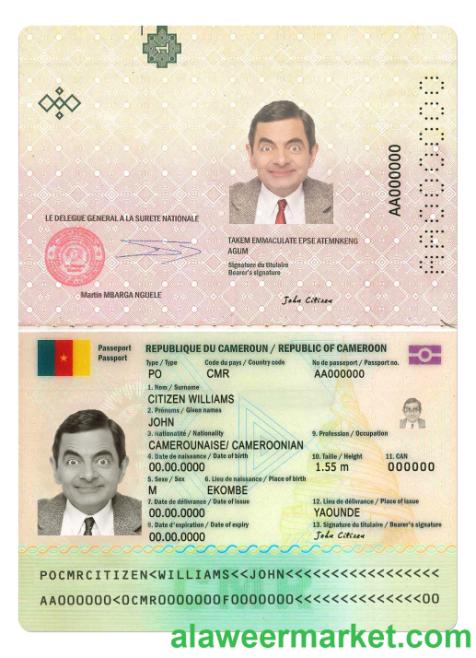 1
AA000000
AA000000
LE DELEGUE GENERAL A LA SURETE NATIONALE
Martin MBARGA NGUELE
TAKEM EMMACULATE EPSE ATEMNKENG
AGUM
Signature du titulaire
Bearer's signature
John Citizen
Passeport
Passport
REPUBLIQUE DU CAMEROUN / REPUBLIC OF CAMEROON
Type / Type Code du pays / Country code No de passeport / Passport no.
PO CMR AA000000
1. Nom / Surname
CITIZEN WILLIAMS
2. Prénoms / Given names
JOHN
3. nationalité / Nationality 9. Profession / Occupation
CAMEROUNAISE/ CAMEROONIAN
4. Date de naissance / Date of birth 10. Taille / Height 11. CAN
00.00.0000 1.55 m 000000
5. Sexe / Sex 6. Lieu de naissance / Place of birth
M EKOMBE
7. Date de délivrance / Date of issue 12. Lieu de délivrance / Place of issue
00.00.0000 YAOUNDE
9. Date d'expiration / Date of expiry 13. Signature du titulaire / Bearer's signature
00.00.0000 John Citizen
POCMRCITIZEN<WILLIAMS<<JOHN<<<<<<<<<<<<<<<<<
AA000000<0CMR0000000F0000000<<<<<<<<<<<<<<00
alaweermarket.com